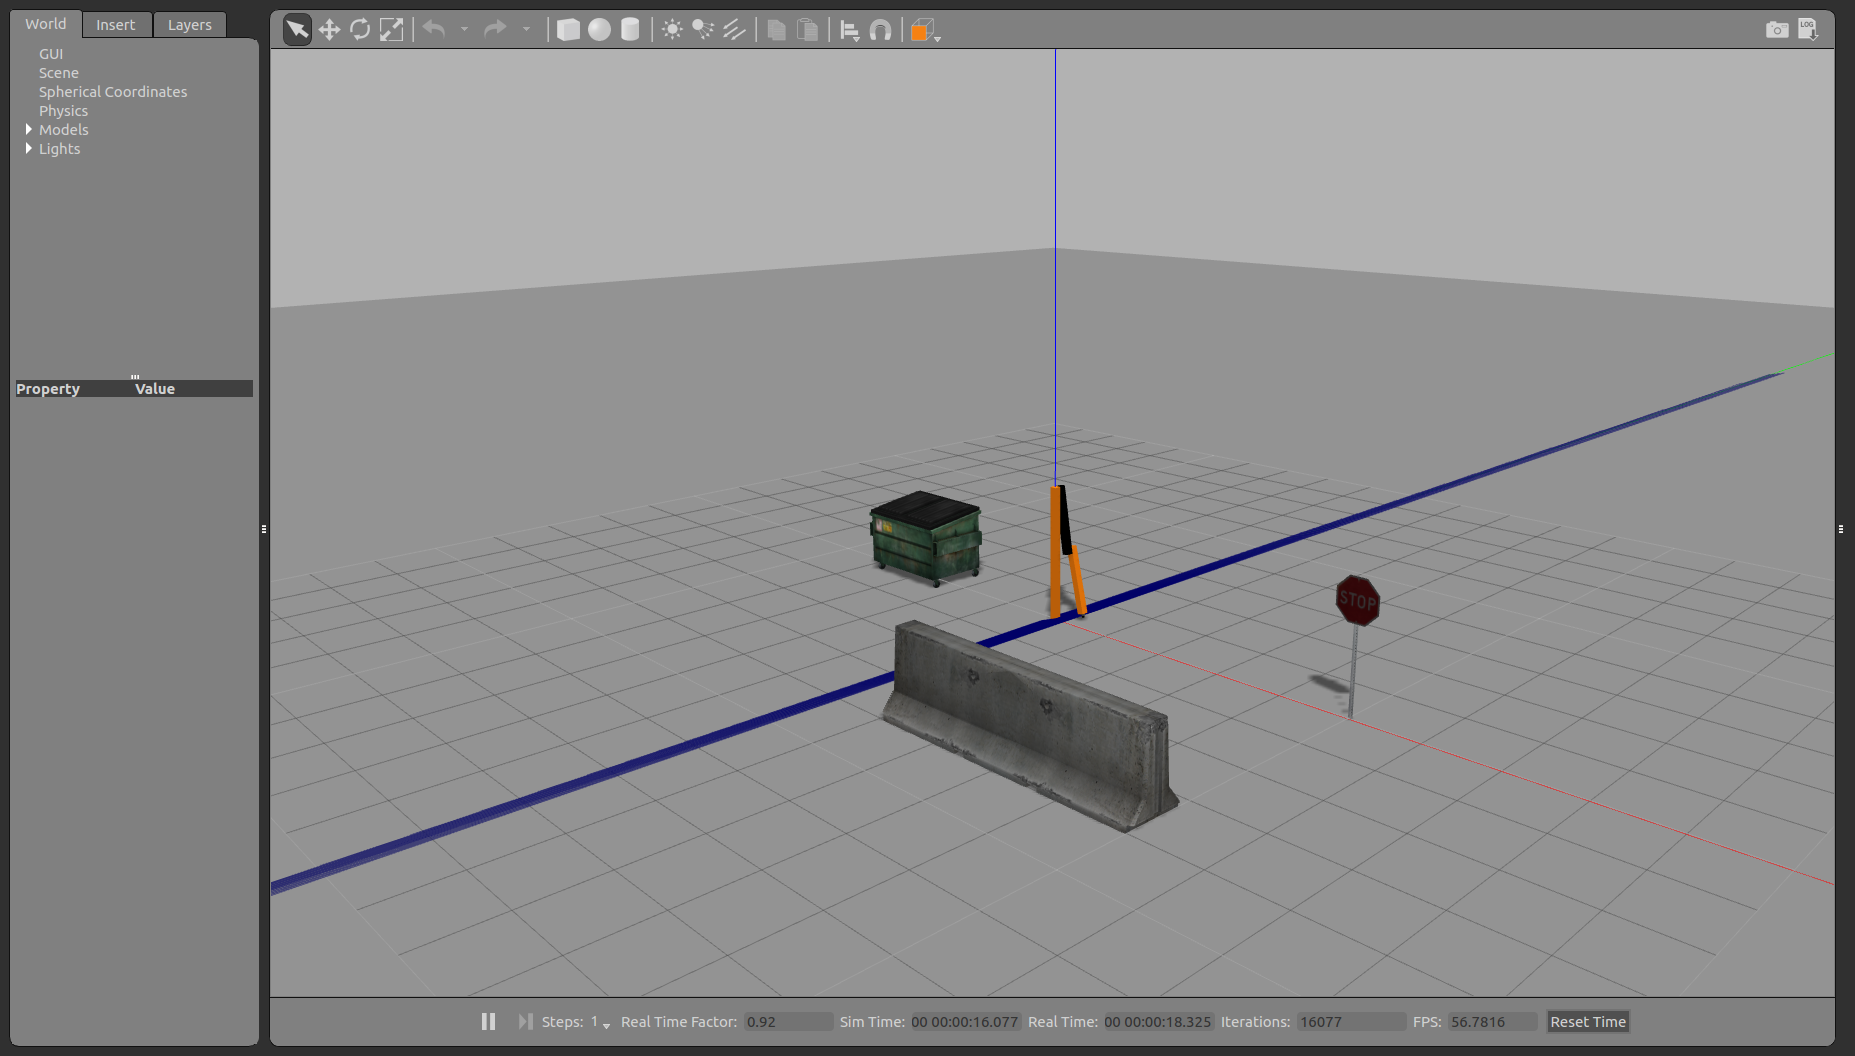 World Insert Layers
GUI
Scene
Spherical Coordinates
Physics
Models
Lights
Property Value
LOG
STOP
Steps: 1 Real Time Factor: 0.92 Sim Time: 00 00:00:16.077 Real Time: 00 00:00:18.325 Iterations: 16077 FPS: 56.7816 Reset Time